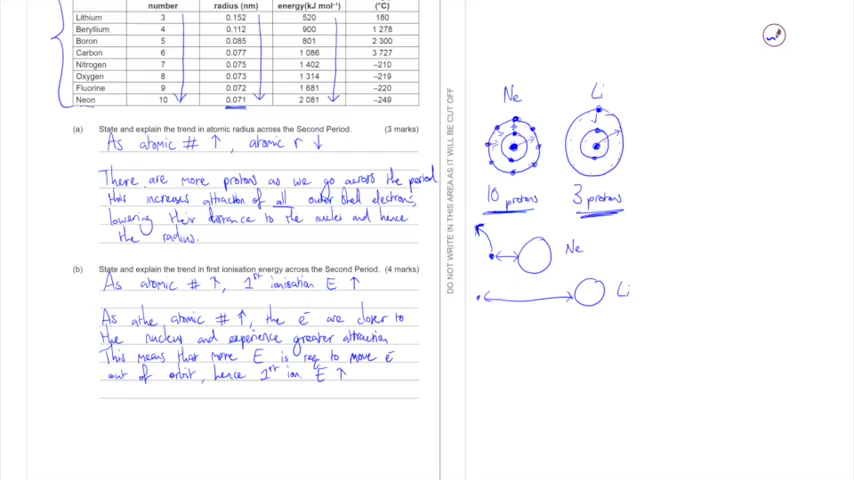 number radius (nm) energy(kJ mol⁻¹) (°C)
Lithium 3 0.152 520 180
Beryllium 4 0.112 900 1 278
Boron 5 0.085 801 2 300
Carbon 6 0.077 1 086 3 727
Nitrogen 7 0.075 1 402 –210
Oxygen 8 0.073 1 314 –219
Fluorine 9 0.072 1 681 –220
Neon 10 0.071 2 081 –249
(a) State and explain the trend in atomic radius across the Second Period. (3 marks)
As atomic # ↑, atomic r ↓
There are more protons as we go across the period
this increases attraction of all outer shell electrons,
lowering their distance to the nuclei and hence
the radius.
(b) State and explain the trend in first ionisation energy across the Second Period. (4 marks)
As atomic # ↑, 1st ionisation E ↑
As athe atomic # ↑, the e⁻ are closer to
the nucleus and experience greater attraction
This means that more E is req to move e⁻
out of orbit, hence 1st ion. E ↑
DO NOT WRITE IN THIS AREA AS IT WILL BE CUT OFF
Ne Li
10 protons 3 protons
Ne
Li